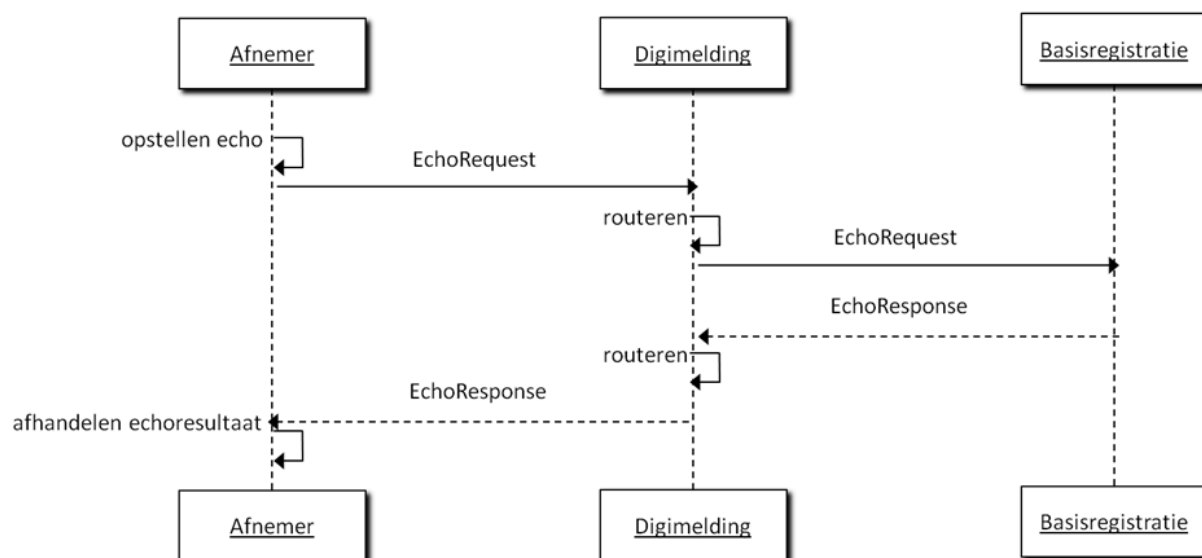 Afnemer
Digimelding
Basisregistratie
opstellen echo
EchoRequest
routeren
EchoRequest
EchoResponse
routeren
EchoResponse
afhandelen echoresultaat
Afnemer
Digimelding
Basisregistratie